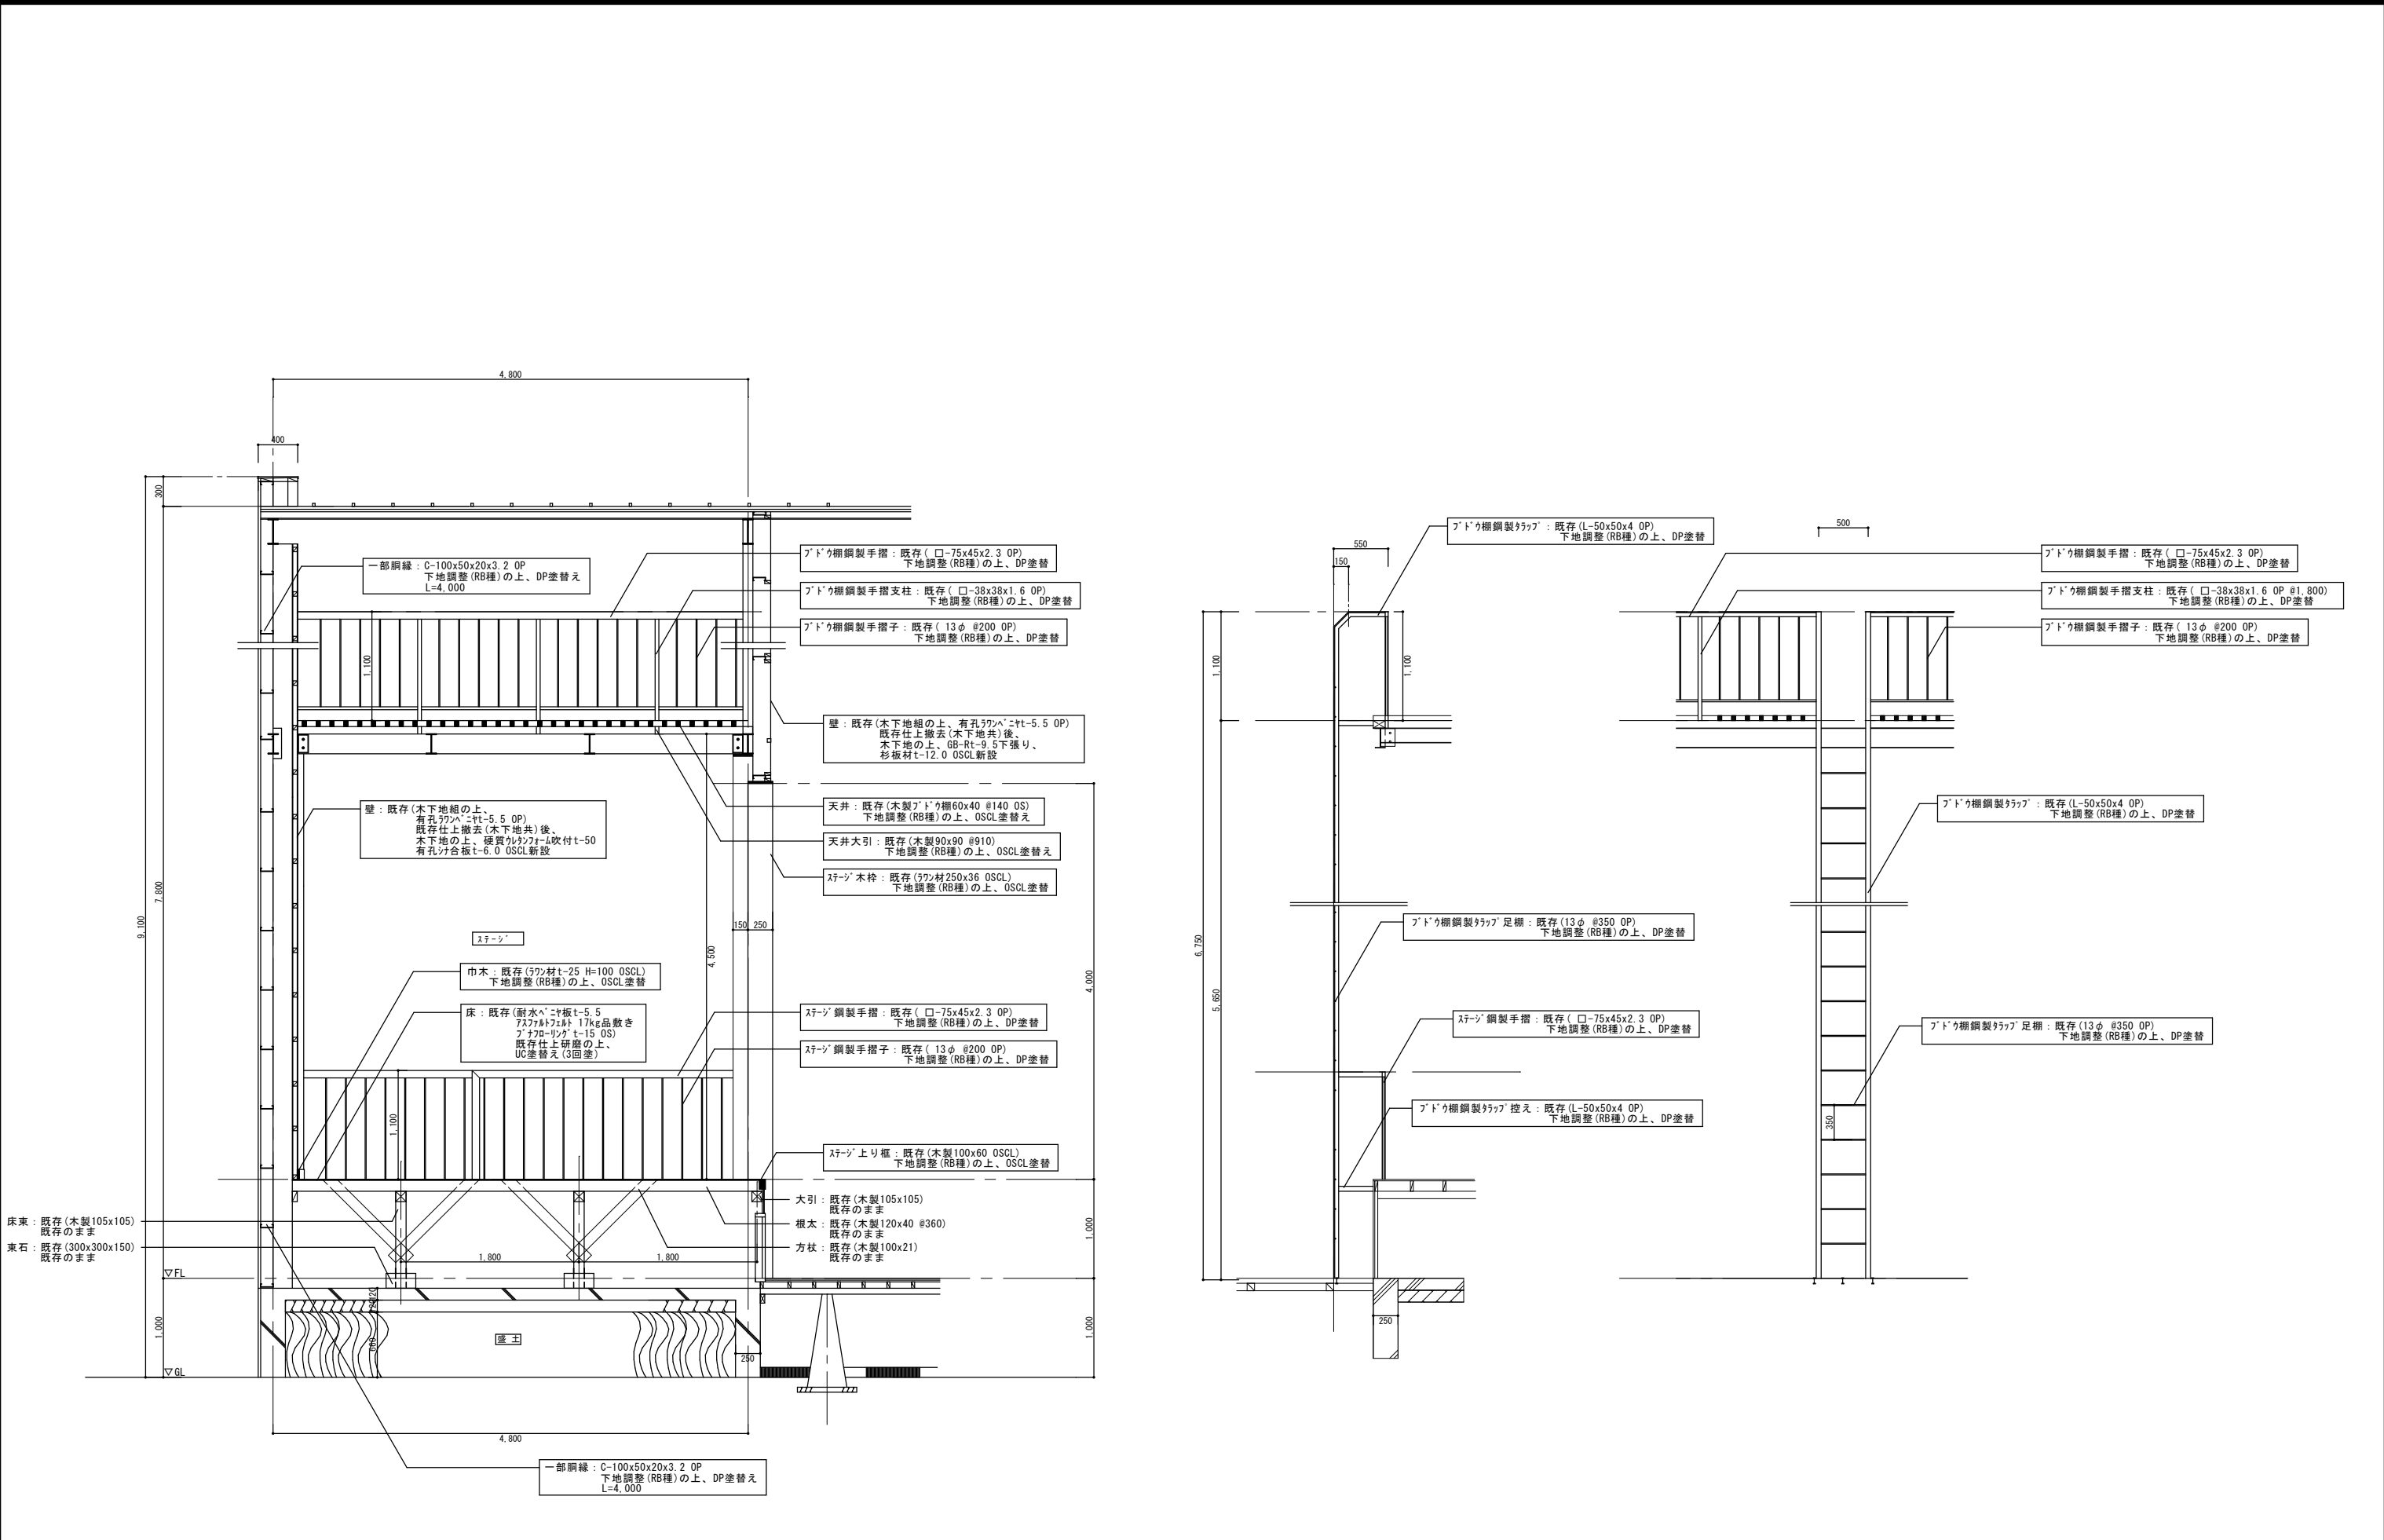 4,800
400
300
7,800
9,100
1,000
一部胴縁：C-100x50x20x3.2 OP
下地調整(RB種)の上、DP塗替え
L=4,000
ﾌﾞﾄﾞｳ棚鋼製手摺：既存( □-75x45x2.3 OP)
下地調整(RB種)の上、DP塗替
ﾌﾞﾄﾞｳ棚鋼製手摺支柱：既存( □-38x38x1.6 OP)
下地調整(RB種)の上、DP塗替
ﾌﾞﾄﾞｳ棚鋼製手摺子：既存( 13φ @200 OP)
下地調整(RB種)の上、DP塗替
1,100
壁：既存(木下地組の上、有孔ﾗﾜﾝﾍﾞﾆﾔt-5.5 OP)
既存仕上撤去(木下地共)後、
木下地の上、GB-Rt-9.5下張り、
杉板材t-12.0 OSCL新設
壁：既存(木下地組の上、
有孔ﾗﾜﾝﾍﾞﾆﾔt-5.5 OP)
既存仕上撤去(木下地共)後、
木下地の上、硬質ｳﾚﾀﾝﾌｫｰﾑ吹付t-50
有孔ｼﾅ合板t-6.0 OSCL新設
天井：既存(木製ﾌﾞﾄﾞｳ棚60x40 @140 OS)
下地調整(RB種)の上、OSCL塗替え
天井大引：既存(木製90x90 @910)
下地調整(RB種)の上、OSCL塗替え
ｽﾃｰｼﾞ木枠：既存(ﾗﾜﾝ材250x36 OSCL)
下地調整(RB種)の上、OSCL塗替
150
250
ｽﾃｰｼﾞ
4,500
4,000
巾木：既存(ﾗﾜﾝ材t-25 H=100 OSCL)
下地調整(RB種)の上、OSCL塗替
床：既存(耐水ﾍﾞﾆﾔ板t-5.5
ｱｽﾌｧﾙﾄﾌｪﾙﾄ 17kg品敷き
ﾌﾞﾅﾌﾛｰﾘﾝｸﾞt-15 OS)
既存仕上研磨の上、
UC塗替え(3回塗)
ｽﾃｰｼﾞ鋼製手摺：既存( □-75x45x2.3 OP)
下地調整(RB種)の上、DP塗替
ｽﾃｰｼﾞ鋼製手摺子：既存( 13φ @200 OP)
下地調整(RB種)の上、DP塗替
1,100
ｽﾃｰｼﾞ上り框：既存(木製100x60 OSCL)
下地調整(RB種)の上、OSCL塗替
大引：既存(木製105x105)
既存のまま
根太：既存(木製120x40 @360)
既存のまま
方杖：既存(木製100x21)
既存のまま
床束：既存(木製105x105)
既存のまま
束石：既存(300x300x150)
既存のまま
1,800
1,800
1,000
▽FL
120
120
660
盛土
250
1,000
▽GL
4,800
一部胴縁：C-100x50x20x3.2 OP
下地調整(RB種)の上、DP塗替え
L=4,000
550
150
ﾌﾞﾄﾞｳ棚鋼製ﾀﾗｯﾌﾟ：既存(L-50x50x4 OP)
下地調整(RB種)の上、DP塗替
1,100
1,100
6,750
5,650
ﾌﾞﾄﾞｳ棚鋼製ﾀﾗｯﾌﾟ足棚：既存(13φ @350 OP)
下地調整(RB種)の上、DP塗替
ｽﾃｰｼﾞ鋼製手摺：既存( □-75x45x2.3 OP)
下地調整(RB種)の上、DP塗替
ﾌﾞﾄﾞｳ棚鋼製ﾀﾗｯﾌﾟ控え：既存(L-50x50x4 OP)
下地調整(RB種)の上、DP塗替
250
500
ﾌﾞﾄﾞｳ棚鋼製手摺：既存( □-75x45x2.3 OP)
下地調整(RB種)の上、DP塗替
ﾌﾞﾄﾞｳ棚鋼製手摺支柱：既存( □-38x38x1.6 OP @1,800)
下地調整(RB種)の上、DP塗替
ﾌﾞﾄﾞｳ棚鋼製手摺子：既存( 13φ @200 OP)
下地調整(RB種)の上、DP塗替
ﾌﾞﾄﾞｳ棚鋼製ﾀﾗｯﾌﾟ：既存(L-50x50x4 OP)
下地調整(RB種)の上、DP塗替
ﾌﾞﾄﾞｳ棚鋼製ﾀﾗｯﾌﾟ足棚：既存(13φ @350 OP)
下地調整(RB種)の上、DP塗替
350